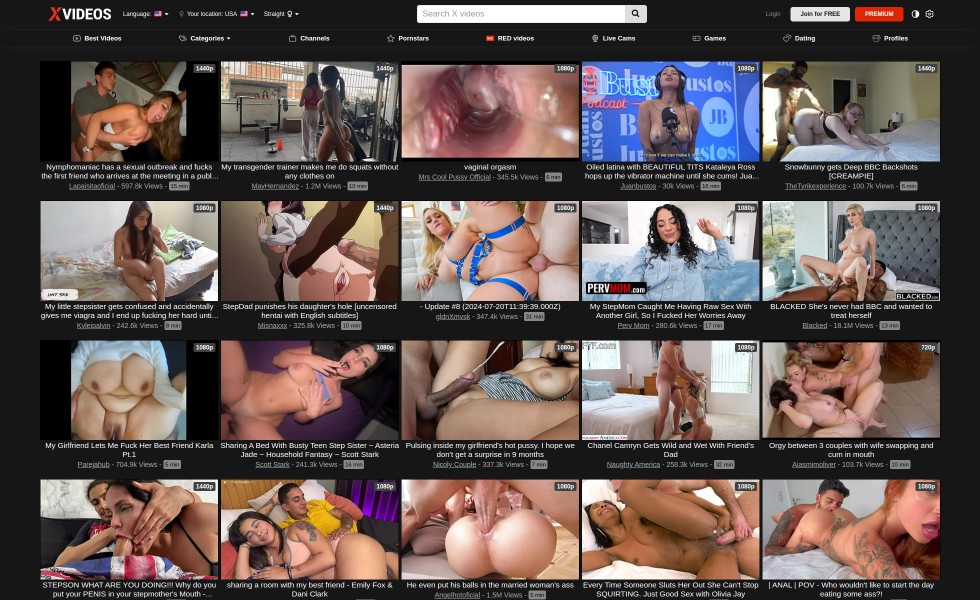 XVIDEOS
Language:
Your location: USA
Straight
Search X videos
Login
Join for FREE
PREMIUM
Best Videos
Categories
Channels
Pornstars
RED videos
Live Cams
Games
Dating
Profiles
1440p
1440p
1080p
1080p
1440p
Nymphomaniac has a sexual outbreak and fucks
the first friend who arrives at the meeting in a publ...
Lapaisitaoficial - 597.8k Views - 15 min
My transgender trainer makes me do squats without
any clothes on
MayHernandez - 1.2M Views - 10 min
vaginal orgasm
Mrs Cool Pussy Official - 345.5k Views - 6 min
Oiled latina with BEAUTIFUL TITS Kataleya Ross
hops up the vibrator machine until she cums! Jua...
Juanbustos - 30k Views - 16 min
Snowbunny gets Deep BBC Backshots
[CREAMPIE]
TheTyrikexperience - 100.7k Views - 6 min
1080p
1440p
1080p
1080p
PERVMOM.com
1080p
BLACKED.COM
My little stepsister gets confused and accidentally
gives me viagra and I end up fucking her hard unti...
Kyleipalvin - 242.6k Views - 8 min
StepDad punishes his daughter's hole [uncensored
hentai with English subtitles]
Misnaxxx - 325.8k Views - 10 min
- Update #8 (2024-07-20T11:39:39.000Z)
gldnXmvsk - 347.4k Views - 31 min
My StepMom Caught Me Having Raw Sex With
Another Girl, So I Fucked Her Worries Away
Perv Mom - 280.6k Views - 17 min
BLACKED She's never had BBC and wanted to
treat herself
Blacked - 18.1M Views - 13 min
1080p
1080p
1080p
1080p
720p
My Girlfriend Lets Me Fuck Her Best Friend Karla
Pt.1
Parejahub - 704.9k Views - 5 min
Sharing A Bed With Busty Teen Step Sister ~ Asteria
Jade ~ Household Fantasy ~ Scott Stark
Scott Stark - 241.3k Views - 16 min
Pulsing inside my girlfriend's hot pussy. I hope we
don't get a surprise in 9 months
Nicoly Couple - 337.3k Views - 7 min
Chanel Camryn Gets Wild and Wet With Friend's
Dad
Naughty America - 258.3k Views - 32 min
Orgy between 3 couples with wife swapping and
cum in mouth
Aiasmimoliver - 103.7k Views - 10 min
1440p
1080p
1080p
1080p
1080p
STEPSON WHAT ARE YOU DOING!!! Why do you
put your PENIS in your stepmother's Mouth -...
sharing a room with my best friend - Emily Fox &
Dani Clark
He even put his balls in the married woman's ass
Angelhotoficial - 1.5M Views - 5 min
Every Time Someone Sluts Her Out She Can't Stop
SQUIRTING. Just Good Sex with Olivia Jay
| ANAL | POV - Who wouldn't like to start the day
eating some ass?!